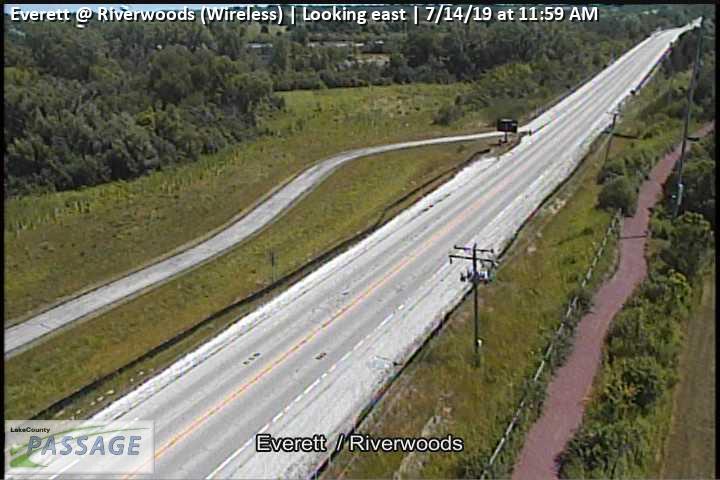 Everett @ Riverwoods (Wireless) | Looking east | 7/14/19 at 11:59 AM
Everett / Riverwoods
LakeCounty
PASSAGE